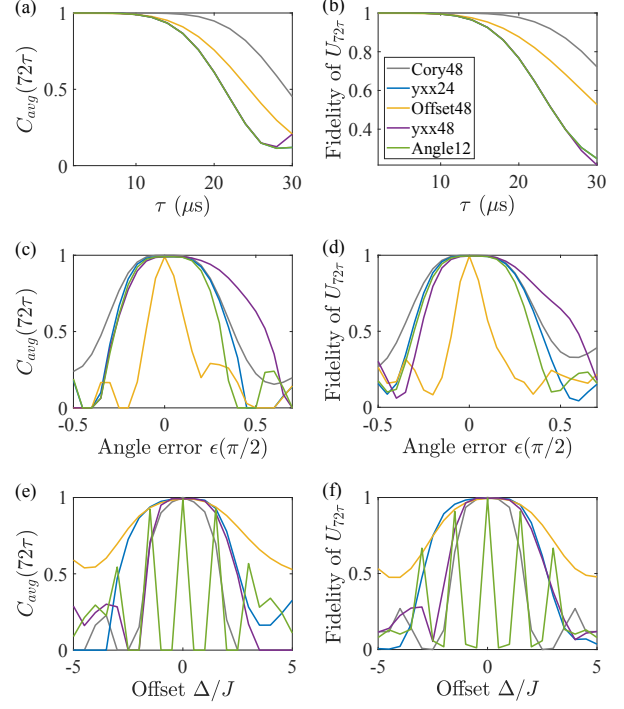 (a)
1
0.5
0
10
20
30
τ (μs)
C_avg(72τ)
(b)
1
0.8
0.6
0.4
10
20
30
τ (μs)
Fidelity of U_72τ
Cory48
yxx24
Offset48
yxx48
Angle12
(c)
1
0.5
0
-0.5
0
0.5
Angle error ϵ(π/2)
C_avg(72τ)
(d)
1
0.5
0
-0.5
0
0.5
Angle error ϵ(π/2)
Fidelity of U_72τ
(e)
1
0.5
0
-5
0
5
Offset Δ/J
C_avg(72τ)
(f)
1
0.5
0
-5
0
5
Offset Δ/J
Fidelity of U_72τ